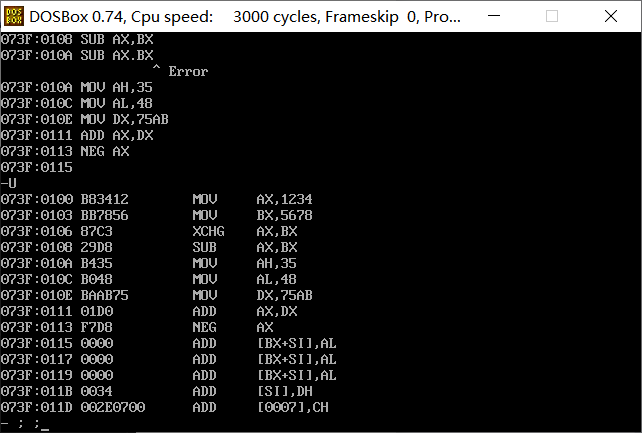 DOS BOX DOSBox 0.74, Cpu speed: 3000 cycles, Frameskip 0, Pro...
073F:0108 SUB AX,BX
073F:010A SUB AX.BX
^ Error
073F:010A MOV AH,35
073F:010C MOV AL,48
073F:010E MOV DX,75AB
073F:0111 ADD AX,DX
073F:0113 NEG AX
073F:0115
-U
073F:0100 B83412 MOV AX,1234
073F:0103 BB7856 MOV BX,5678
073F:0106 87C3 XCHG AX,BX
073F:0108 29D8 SUB AX,BX
073F:010A B435 MOV AH,35
073F:010C B048 MOV AL,48
073F:010E BAAB75 MOV DX,75AB
073F:0111 01D0 ADD AX,DX
073F:0113 F7D8 NEG AX
073F:0115 0000 ADD [BX+SI],AL
073F:0117 0000 ADD [BX+SI],AL
073F:0119 0000 ADD [BX+SI],AL
073F:011B 0034 ADD [SI],DH
073F:011D 002E0700 ADD [0007],CH
- ; ;_